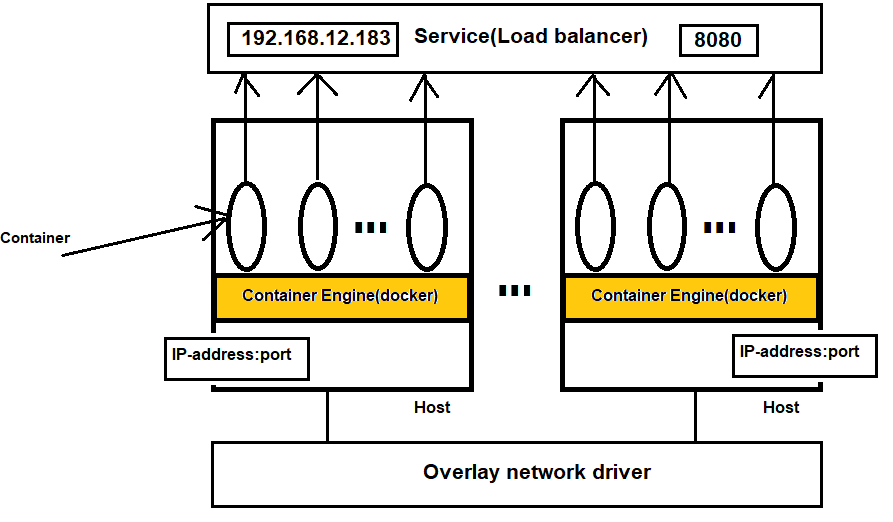 192.168.12.183 Service(Load balancer) 8080
Container
Container Engine(docker) Container Engine(docker)
IP-address:port IP-address:port
Host Host
Overlay network driver